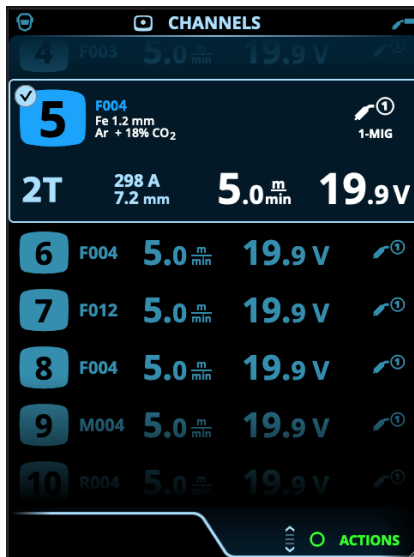 CHANNELS
4 F003 5.0 m/min 19.9 V
5 F004
Fe 1.2 mm
Ar + 18% CO2
1
1-MIG
2T 298 A 5.0 m/min 19.9 V
7.2 mm
6 F004 5.0 m/min 19.9 V 1
7 F012 5.0 m/min 19.9 V 1
8 F004 5.0 m/min 19.9 V 1
9 M004 5.0 m/min 19.9 V 1
10 R004 5.0 m/min 19.9 V 1
ACTIONS